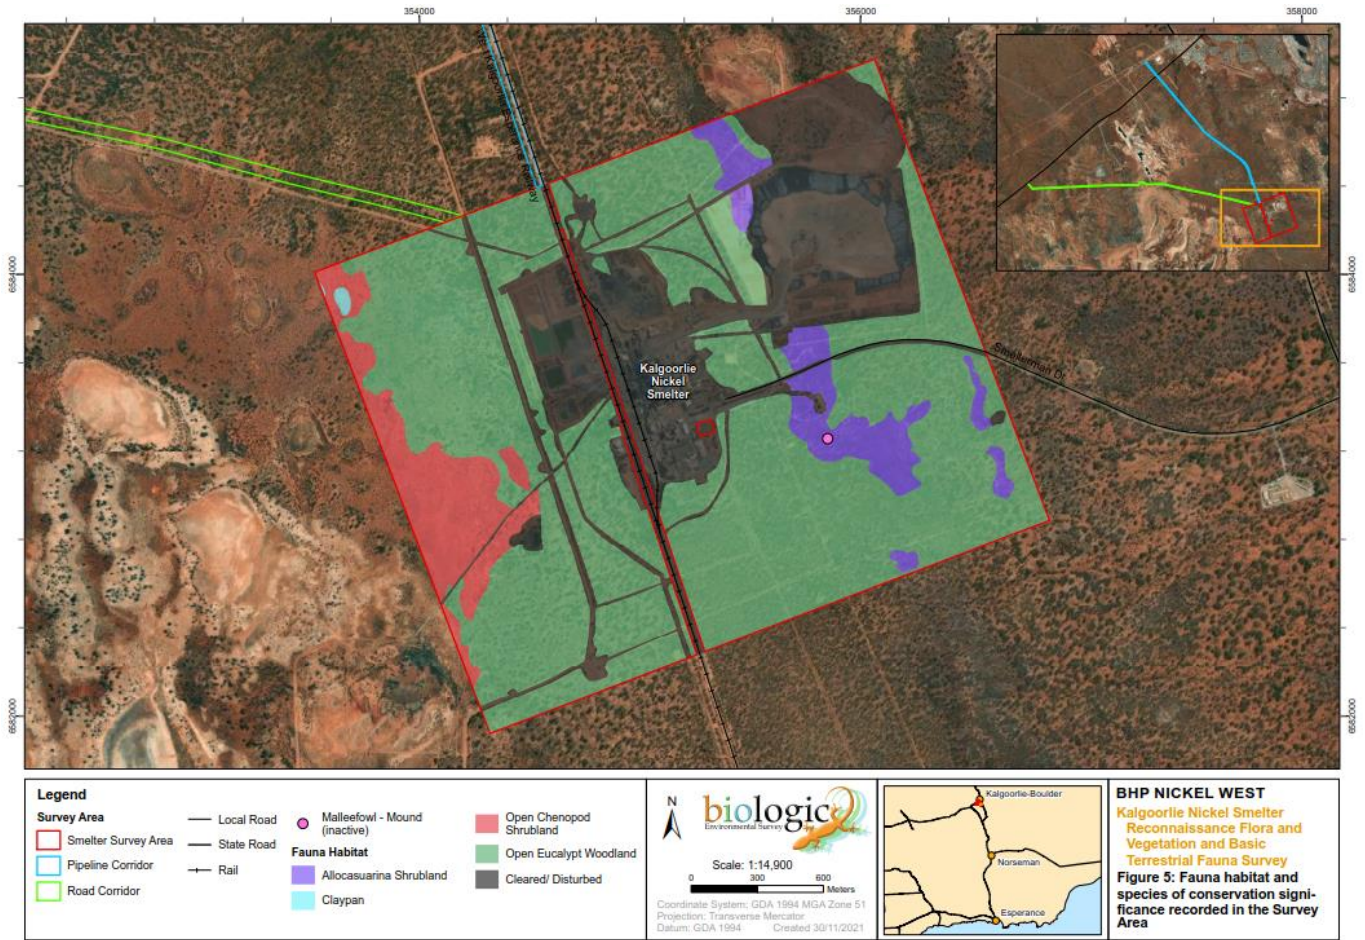 354000
356000
358000
6584000
6584000
6582000
6582000
Kalgoorlie
Nickel
Smelter
Smelterman Dr
Legend
Survey Area
Smelter Survey Area
Pipeline Corridor
Road Corridor
Local Road
State Road
Rail
Malleefowl - Mound
(inactive)
Fauna Habitat
Allocasuarina Shrubland
Claypan
Open Chenopod
Shrubland
Open Eucalypt Woodland
Cleared/ Disturbed
N
biologic
Environmental Survey
Scale: 1:14,900
0 300 600
Meters
Coordinate System: GDA 1994 MGA Zone 51
Projection: Transverse Mercator
Datum: GDA 1994 Created 30/11/2021
Kalgoorlie-Boulder
Norseman
Esperance
BHP NICKEL WEST
Kalgoorlie Nickel Smelter
Reconnaissance Flora and
Vegetation and Basic
Terrestrial Fauna Survey
Figure 5: Fauna habitat and
species of conservation signi-
ficance recorded in the Survey
Area